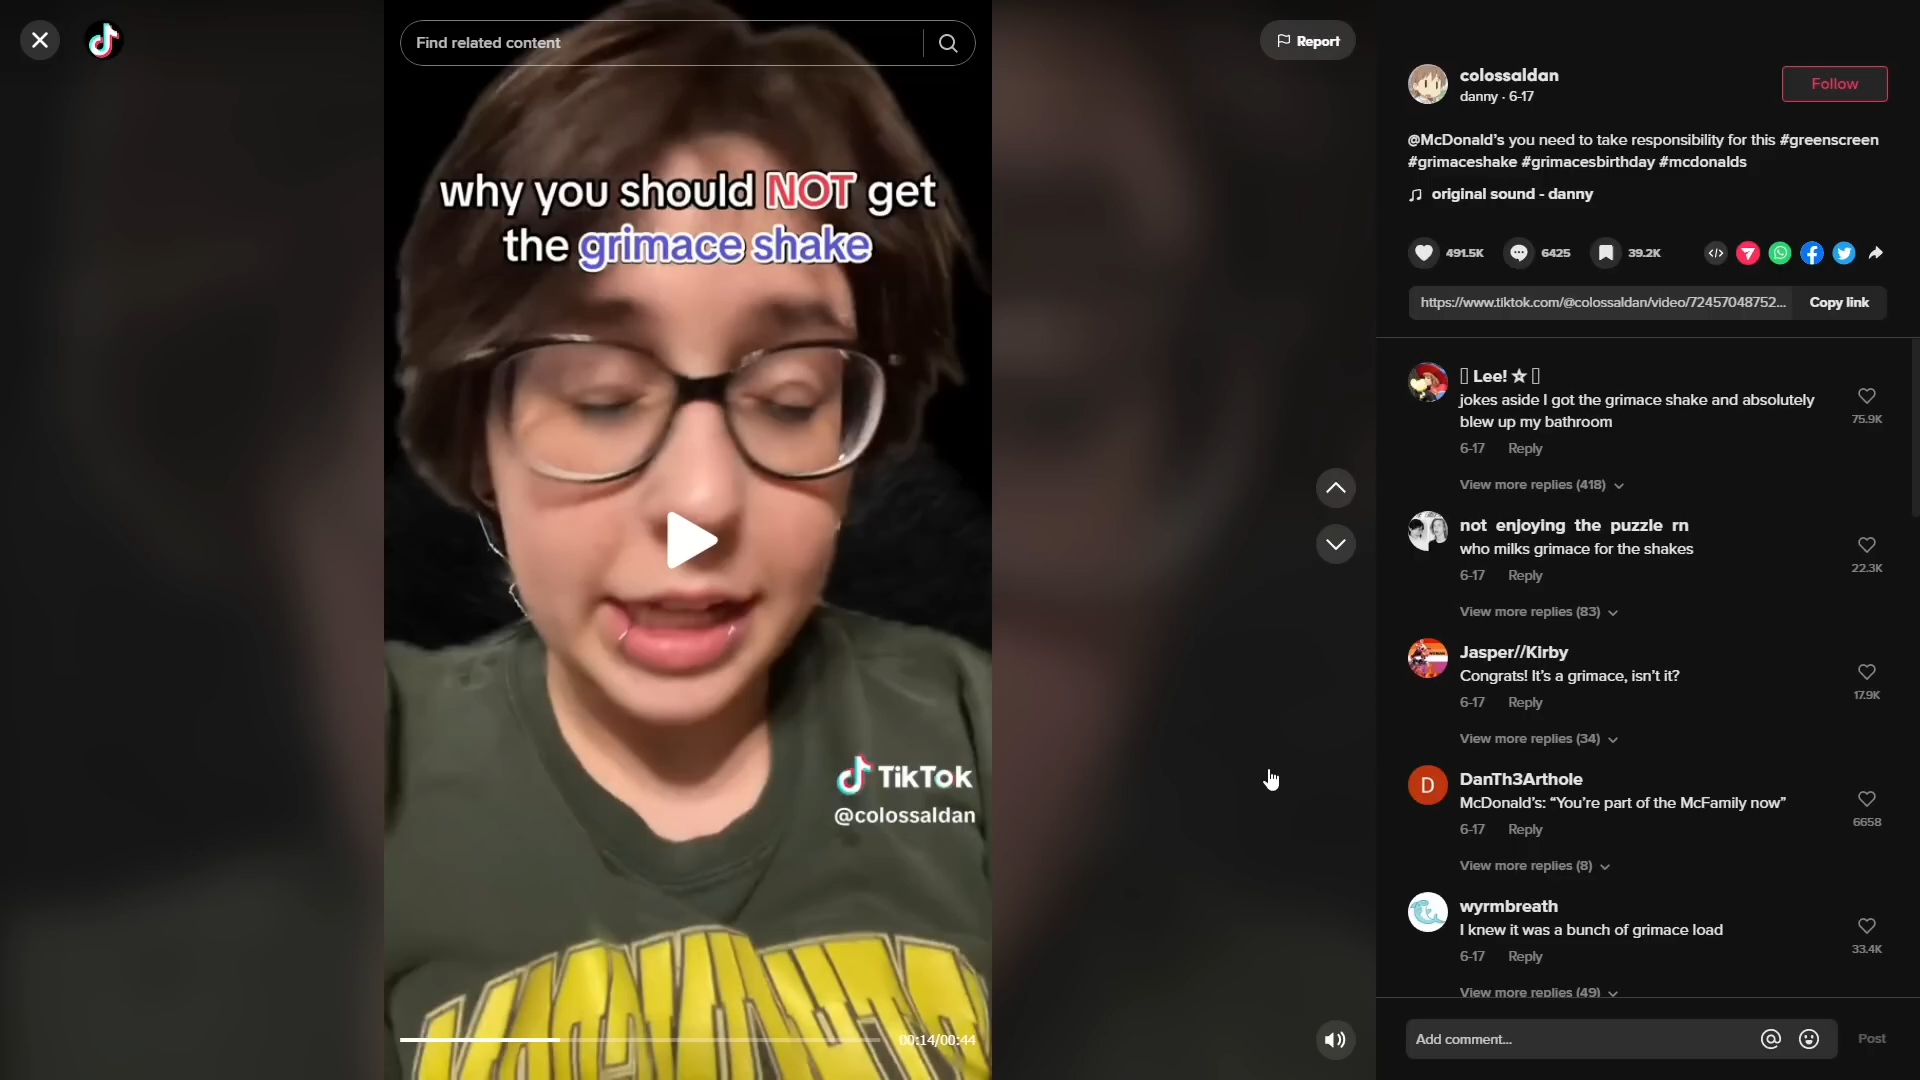 Find related content
Report
why you should NOT get
the grimace shake
TikTok
@colossaldan
00:14/00:44
colossaldan
danny · 6-17
Follow
@McDonald's you need to take responsibility for this #greenscreen
#grimaceshake #grimacesbirthday #mcdonalds
original sound - danny
491.5K
6425
39.2K
https://www.tiktok.com/@colossaldan/video/72457048752...
Copy link
Lee! ☆
jokes aside I got the grimace shake and absolutely
blew up my bathroom
75.9K
6-17 Reply
View more replies (418)
not enjoying the puzzle rn
who milks grimace for the shakes
22.3K
6-17 Reply
View more replies (83)
Jasper//Kirby
Congrats! It's a grimace, isn't it?
17.9K
6-17 Reply
View more replies (34)
D
DanTh3Arthole
McDonald's: “You're part of the McFamily now”
6658
6-17 Reply
View more replies (8)
wyrmbreath
I knew it was a bunch of grimace load
33.4K
6-17 Reply
View more replies (49)
Add comment...
Post